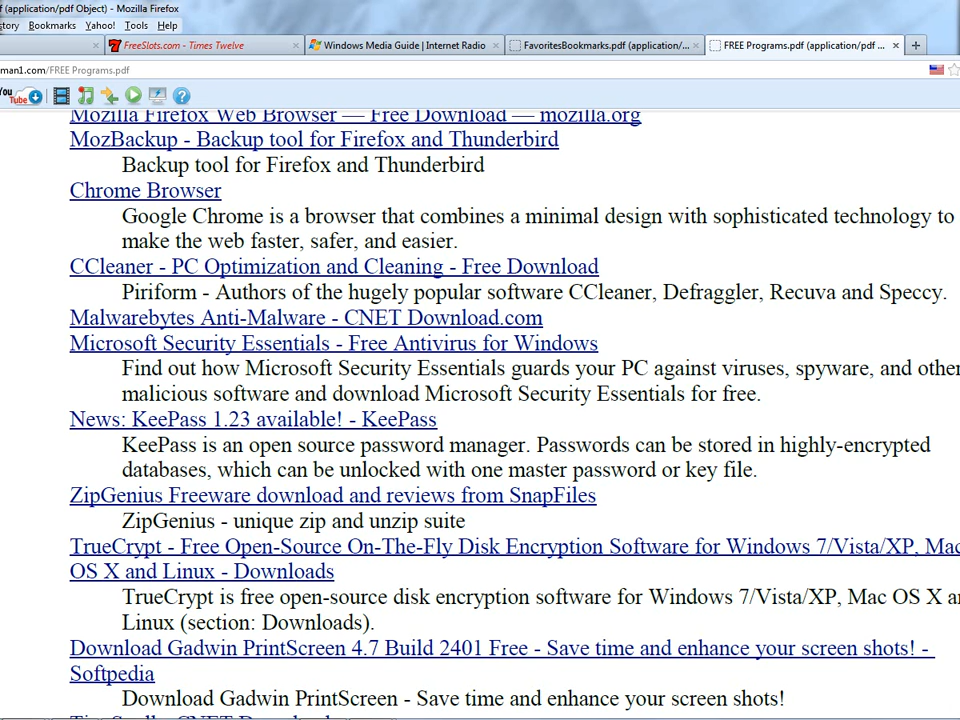 f (application/pdf Object) - Mozilla Firefox
story Bookmarks Yahoo! Tools Help
FreeSlots.com - Times Twelve × Windows Media Guide | Internet Radio × FavoritesBookmarks.pdf (application/... × FREE Programs.pdf (application/pdf ... × +
man1.com/FREE Programs.pdf
You Tube
Mozilla Firefox Web Browser — Free Download — mozilla.org
MozBackup - Backup tool for Firefox and Thunderbird
Backup tool for Firefox and Thunderbird
Chrome Browser
Google Chrome is a browser that combines a minimal design with sophisticated technology to
make the web faster, safer, and easier.
CCleaner - PC Optimization and Cleaning - Free Download
Piriform - Authors of the hugely popular software CCleaner, Defraggler, Recuva and Speccy.
Malwarebytes Anti-Malware - CNET Download.com
Microsoft Security Essentials - Free Antivirus for Windows
Find out how Microsoft Security Essentials guards your PC against viruses, spyware, and other
malicious software and download Microsoft Security Essentials for free.
News: KeePass 1.23 available! - KeePass
KeePass is an open source password manager. Passwords can be stored in highly-encrypted
databases, which can be unlocked with one master password or key file.
ZipGenius Freeware download and reviews from SnapFiles
ZipGenius - unique zip and unzip suite
TrueCrypt - Free Open-Source On-The-Fly Disk Encryption Software for Windows 7/Vista/XP, Mac
OS X and Linux - Downloads
TrueCrypt is free open-source disk encryption software for Windows 7/Vista/XP, Mac OS X an
Linux (section: Downloads).
Download Gadwin PrintScreen 4.7 Build 2401 Free - Save time and enhance your screen shots! -
Softpedia
Download Gadwin PrintScreen - Save time and enhance your screen shots!